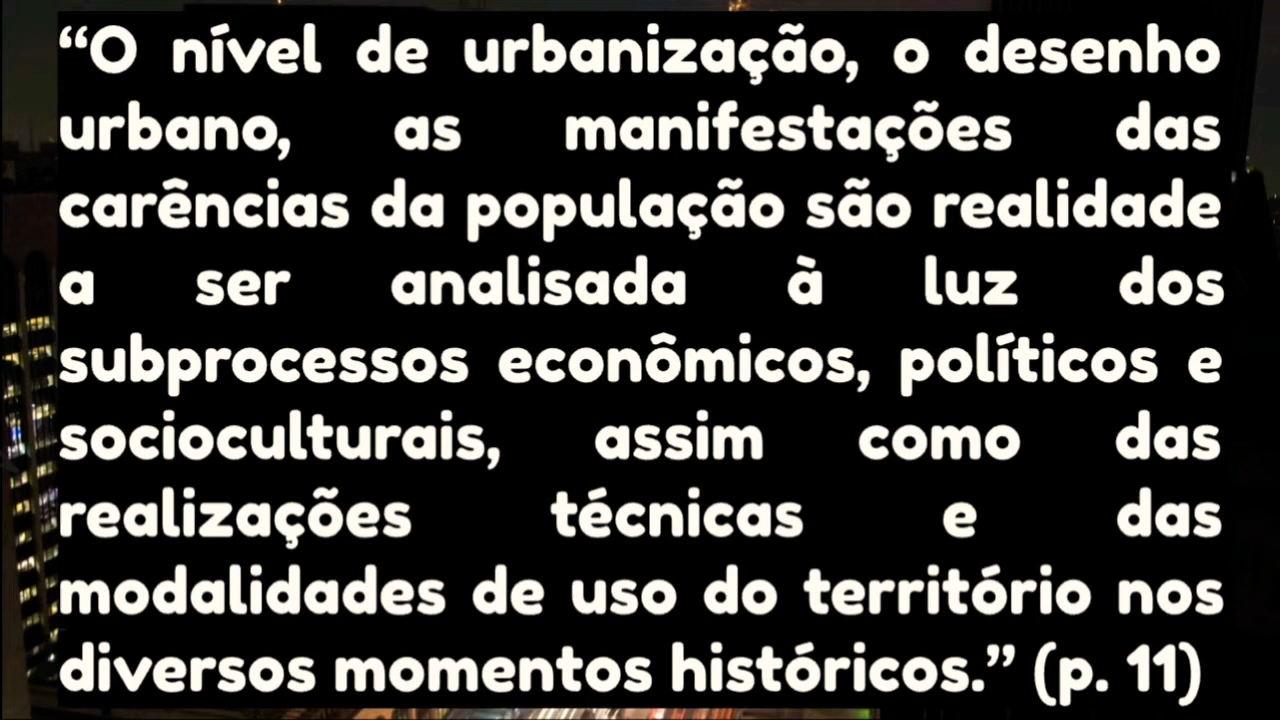 “O nível de urbanização, o desenho
urbano, as manifestações das
carências da população são realidade
a ser analisada à luz dos
subprocessos econômicos, políticos e
socioculturais, assim como das
realizações técnicas e das
modalidades de uso do território nos
diversos momentos históricos.” (p. 11)